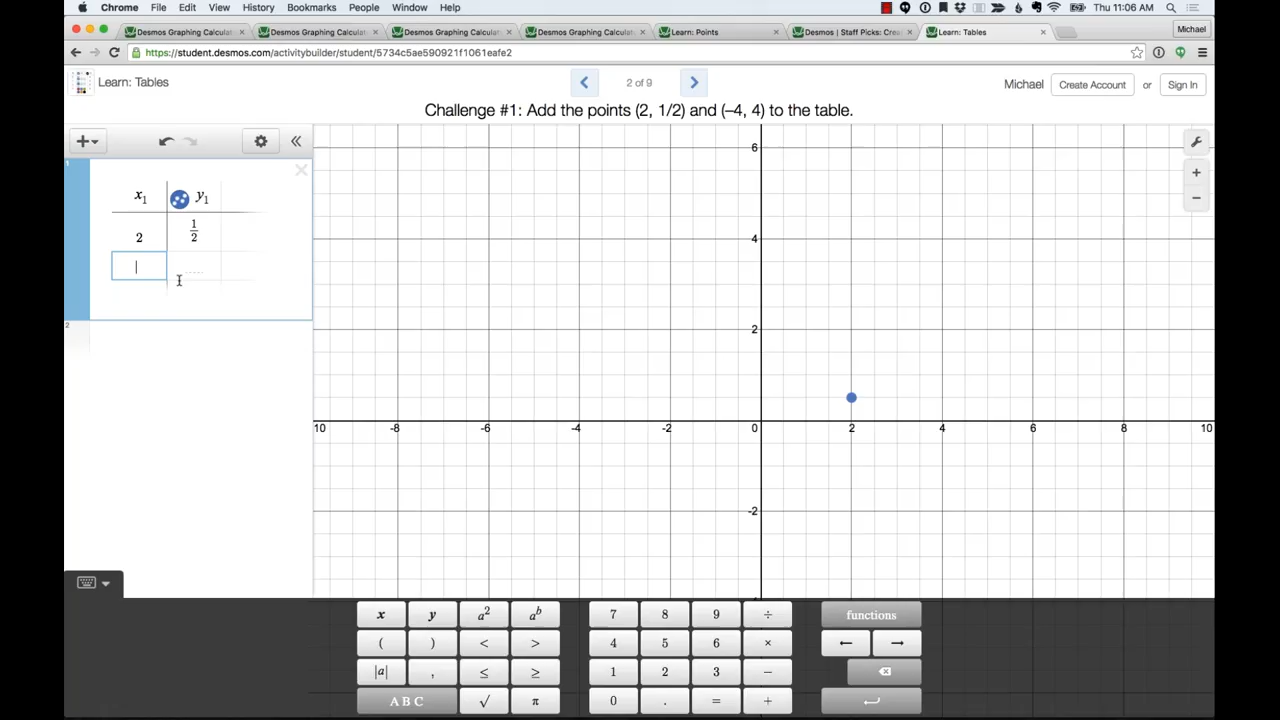 Chrome File Edit View History Bookmarks People Window Help Thu 11:06 AM
Desmos Graphing Calculat Desmos Graphing Calculat Desmos Graphing Calculat Desmos Graphing Calculat Learn: Points Desmos | Staff Picks: Crea Learn: Tables Michael
https://student.desmos.com/activitybuilder/student/5734c5ae590921f1061eafe2
Learn: Tables 2 of 9 Michael Create Account or Sign In
Challenge #1: Add the points (2, 1/2) and (–4, 4) to the table.
1
x₁ y₁
2 1/2
2
6
4
2
10 -8 -6 -4 -2 0 2 4 6 8 10
-2
x y a² aᵇ 7 8 9 ÷ functions
( ) < > 4 5 6 × ← →
|a| , ≤ ≥ 1 2 3 −
A B C √ π 0 . = +